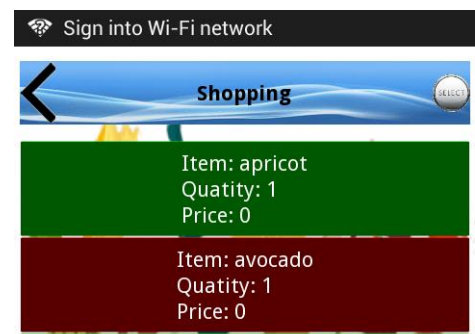 Sign into Wi-Fi network
Shopping
SELECT
Item: apricot
Quatity: 1
Price: 0
Item: avocado
Quatity: 1
Price: 0